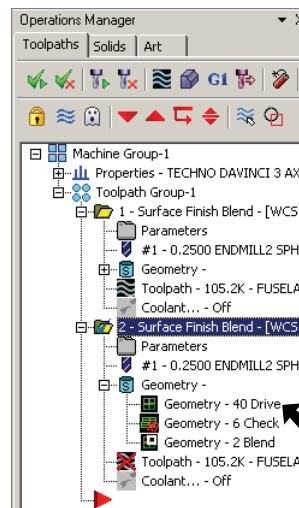 Operations Manager
Toolpaths Solids Art
G1
Machine Group-1
Properties - TECHNO DAVINCI 3 AX
Toolpath Group-1
1 - Surface Finish Blend - [WCS
Parameters
#1 - 0.2500 ENDMILL2 SPH
Geometry -
Toolpath - 105.2K - FUSELA
Coolant... - Off
2 - Surface Finish Blend - [WCS
Parameters
#1 - 0.2500 ENDMILL2 SPH
Geometry -
Geometry - 40 Drive
Geometry - 6 Check
Geometry - 2 Blend
Toolpath - 105.2K - FUSELA
Coolant... - Off